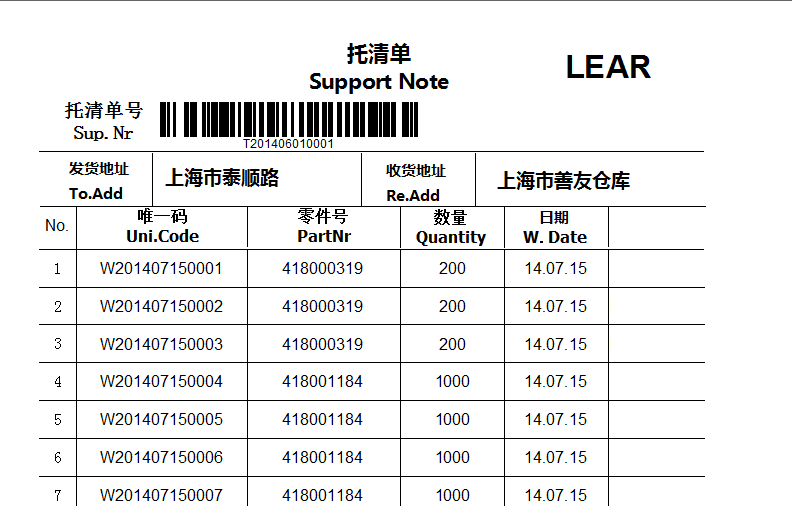 托清单
Support Note
LEAR
托清单号
Sup. Nr
T201406010001
发货地址 上海市泰顺路 收货地址 上海市善友仓库
To.Add Re.Add
No. 唯一码 零件号 数量 日期
Uni.Code PartNr Quantity W. Date
1 W201407150001 418000319 200 14.07.15
2 W201407150002 418000319 200 14.07.15
3 W201407150003 418000319 200 14.07.15
4 W201407150004 418001184 1000 14.07.15
5 W201407150005 418001184 1000 14.07.15
6 W201407150006 418001184 1000 14.07.15
7 W201407150007 418001184 1000 14.07.15